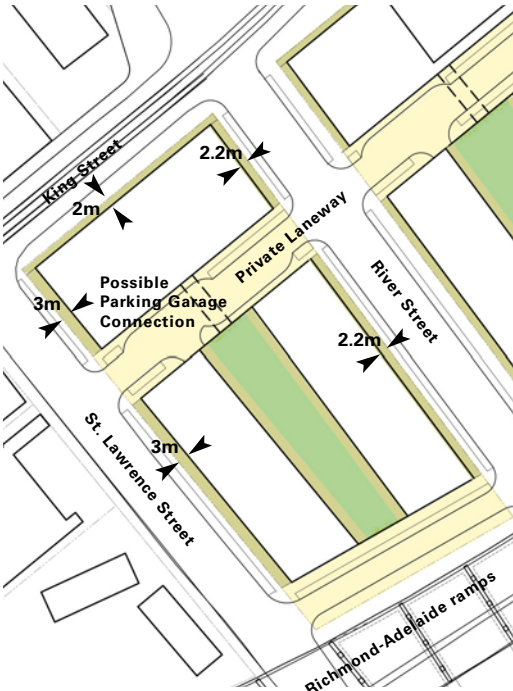 King Street
2.2m
2m
Private Laneway
3m
Possible
Parking Garage
Connection
River Street
2.2m
St. Lawrence Street
3m
Richmond-Adelaide ramps